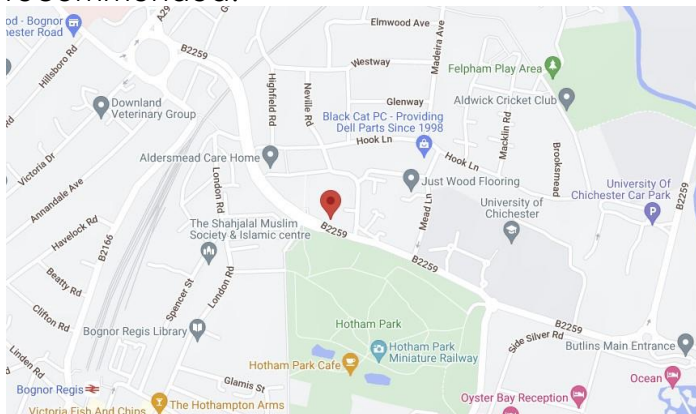 recommended.
Elmwood Ave
B2259
Hillsboro Rd
Westway
Madeira Ave
Felpham Play Area
Highfield Rd
Neville Rd
Downland
Veterinary Group
Glenway
Aldwick Cricket Club
Black Cat PC - Providing
Dell Parts Since 1998
Macklin Rd
Hook Ln
Hook Ln
Aldersmead Care Home
Brooksmead
Victoria Dr
London Rd
Just Wood Flooring
B2259
Annandale Ave
University Of
Chichester Car Park
Mead Ln
University of
Chichester
The Shahjalal Muslim
Society & Islamic centre
B2259
Havelock Rd
B2166
B2259
Beatty Rd
Spencer St
London Rd
Clifton Rd
Bognor Regis Library
Hotham Park
B2259
Side Silver Rd
Hotham Park
Miniature Railway
Butlins Main Entrance
Linden Rd
Hotham Park Cafe
Glamis St
Ocean
Bognor Regis
Oyster Bay Reception
Victoria Fish And Chips
The Hothampton Arms